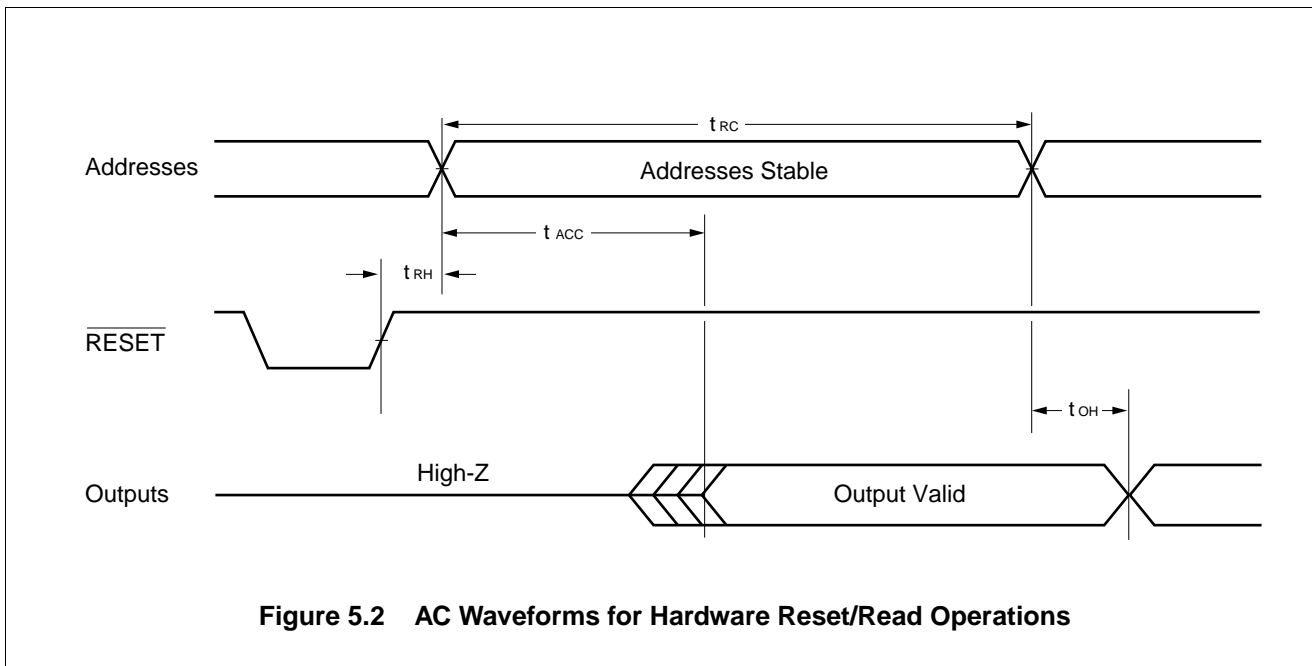 t RC
Addresses
Addresses Stable
t ACC
t RH
RESET
t OH
High-Z
Outputs
Output Valid
Figure 5.2 AC Waveforms for Hardware Reset/Read Operations